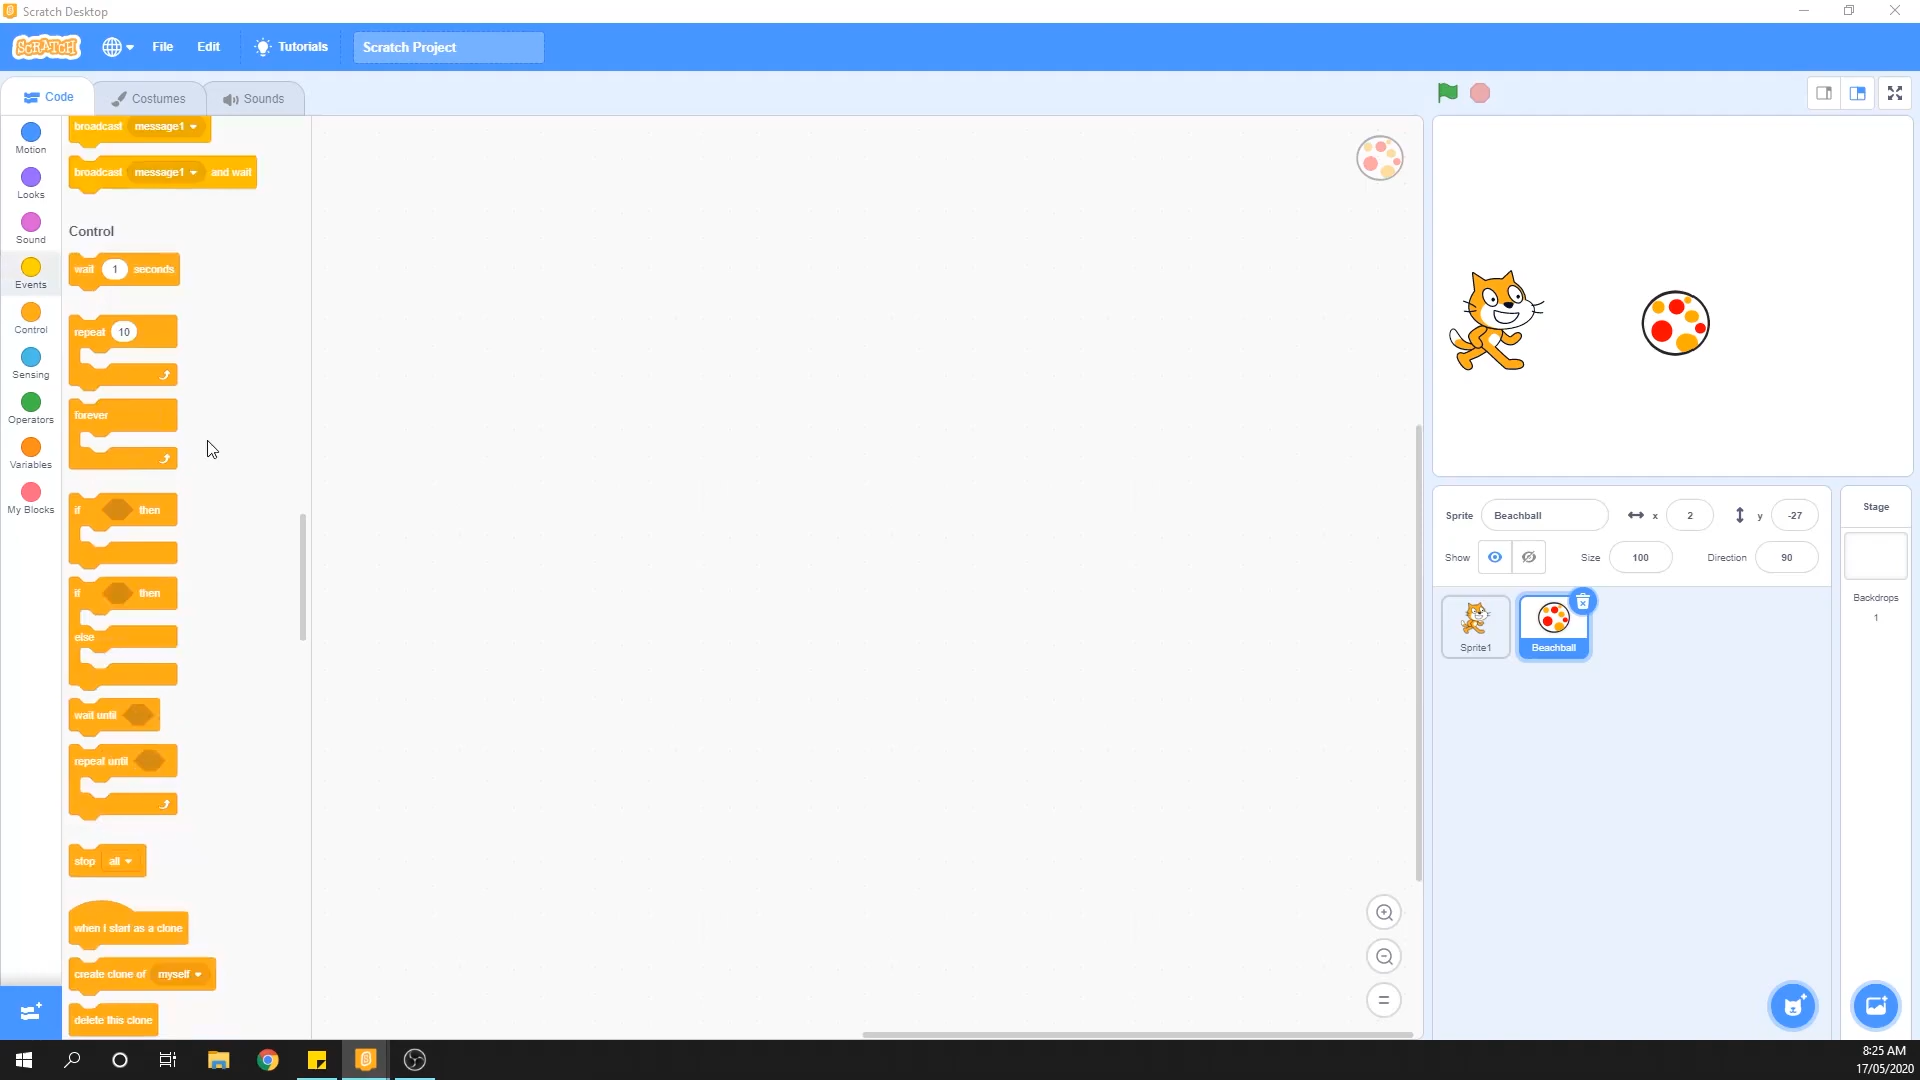 Scratch Desktop
SCRATCH
File
Edit
Tutorials
Scratch Project
Code
Costumes
Sounds
Motion
Looks
Sound
Events
Control
Sensing
Operators
Variables
My Blocks
broadcast message1
broadcast message1 and wait
Control
wait 1 seconds
repeat 10
forever
if then
if then
else
wait until
repeat until
stop all
when I start as a clone
create clone of myself
delete this clone
Sprite Beachball x 2 y -27
Show Size 100 Direction 90
Sprite1
Beachball
Stage
Backdrops
1
8:25 AM
17/05/2020